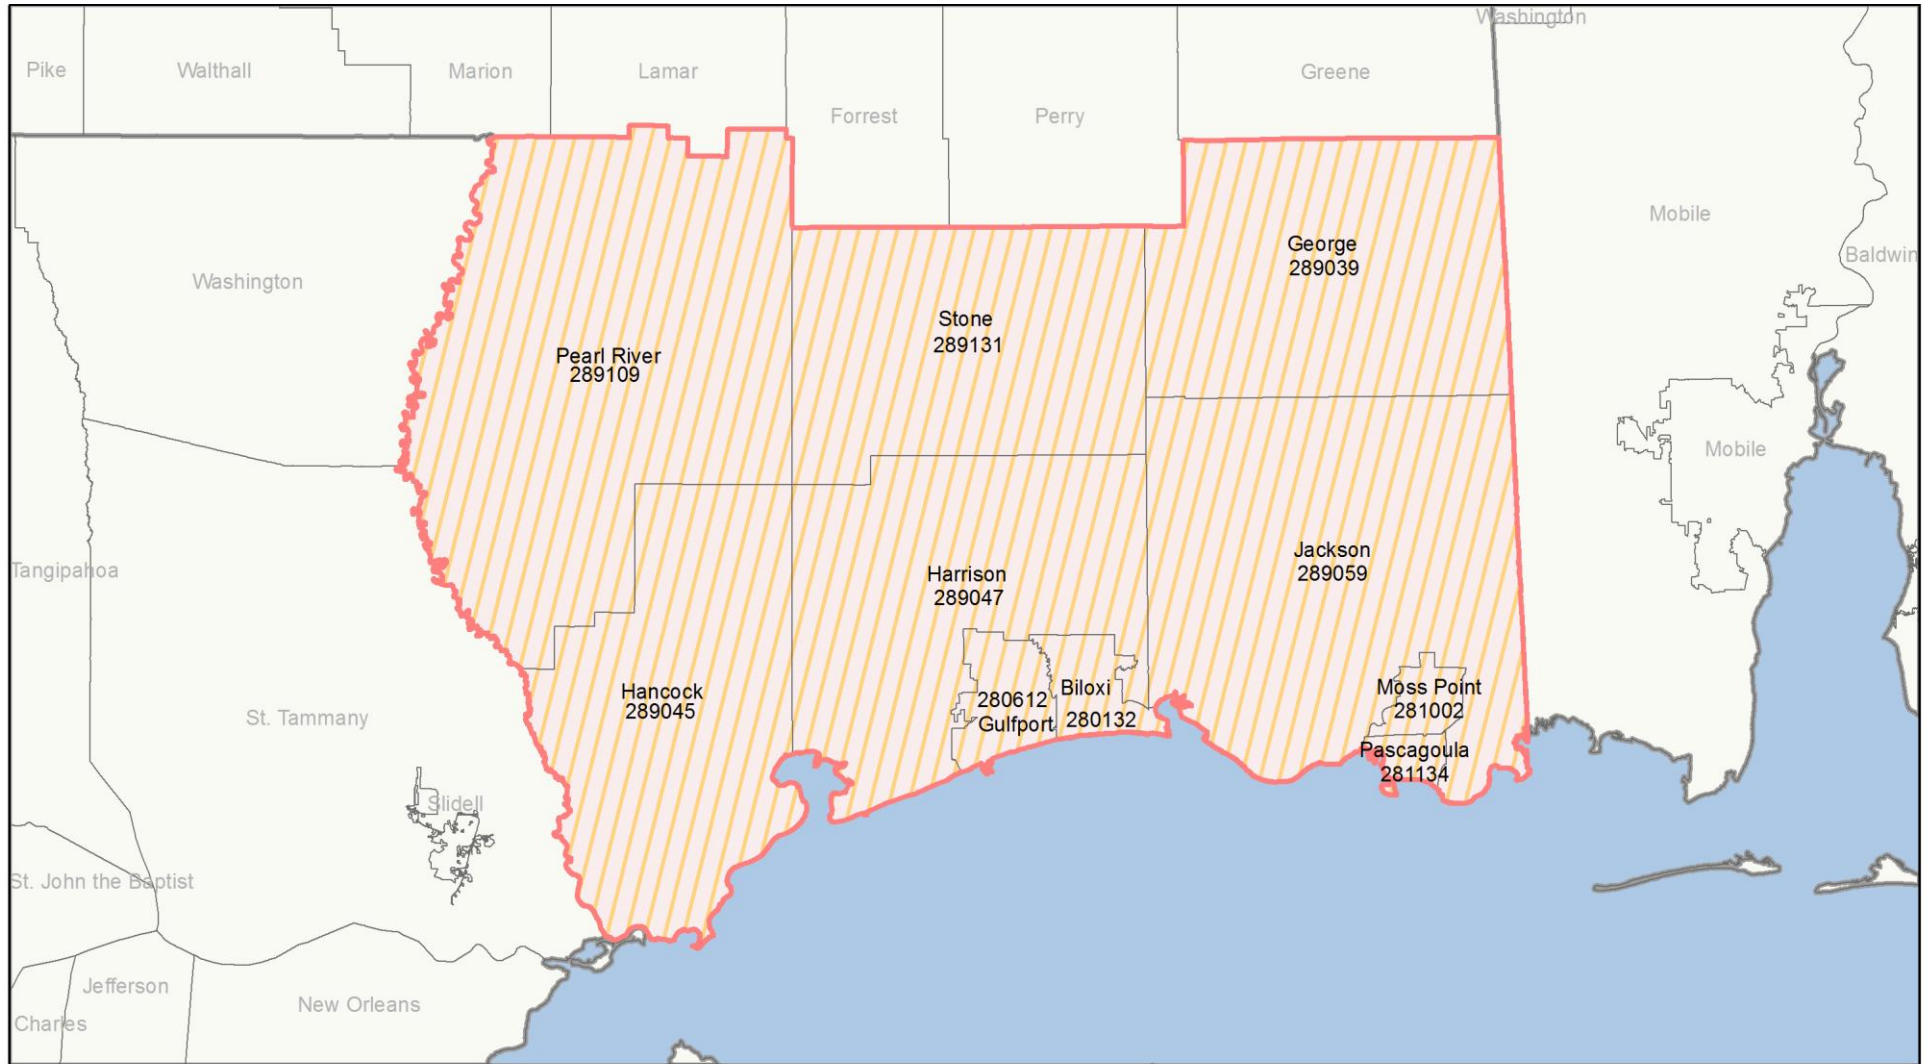 Washington
Pike
Walthall
Marion
Lamar
Greene
Forrest
Perry
Mobile
George
289039
Baldwin
Washington
Stone
289131
Pearl River
289109
Mobile
Jackson
289059
Tangipahoa
Harrison
289047
Hancock
289045
280612
Gulfport
Biloxi
280132
Moss Point
281002
St. Tammany
Pascagoula
281134
Slidell
St. John the Baptist
Jefferson
New Orleans
Charles